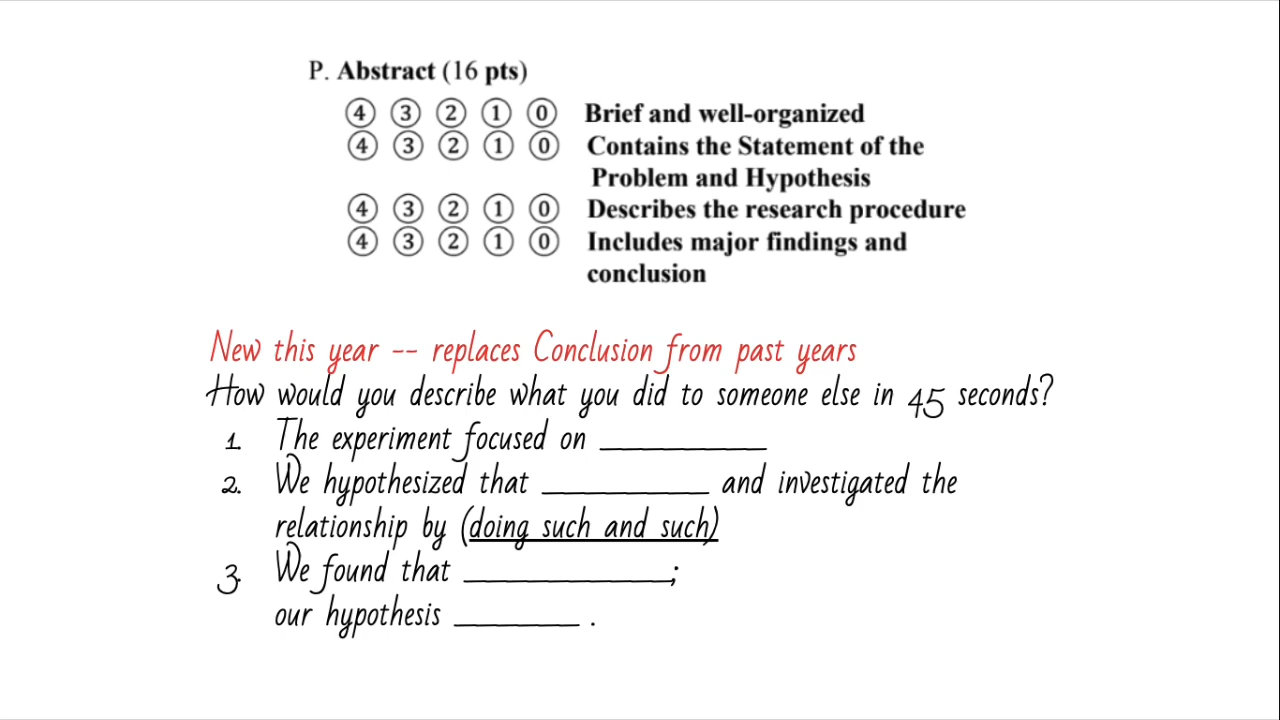 P. Abstract (16 pts)
④ ③ ② ① ⓪ Brief and well-organized
④ ③ ② ① ⓪ Contains the Statement of the
Problem and Hypothesis
④ ③ ② ① ⓪ Describes the research procedure
④ ③ ② ① ⓪ Includes major findings and
conclusion
New this year -- replaces Conclusion from past years
How would you describe what you did to someone else in 45 seconds?
1. The experiment focused on ___________
2. We hypothesized that ___________ and investigated the
relationship by (doing such and such)
3. We found that ______________;
our hypothesis ________ .